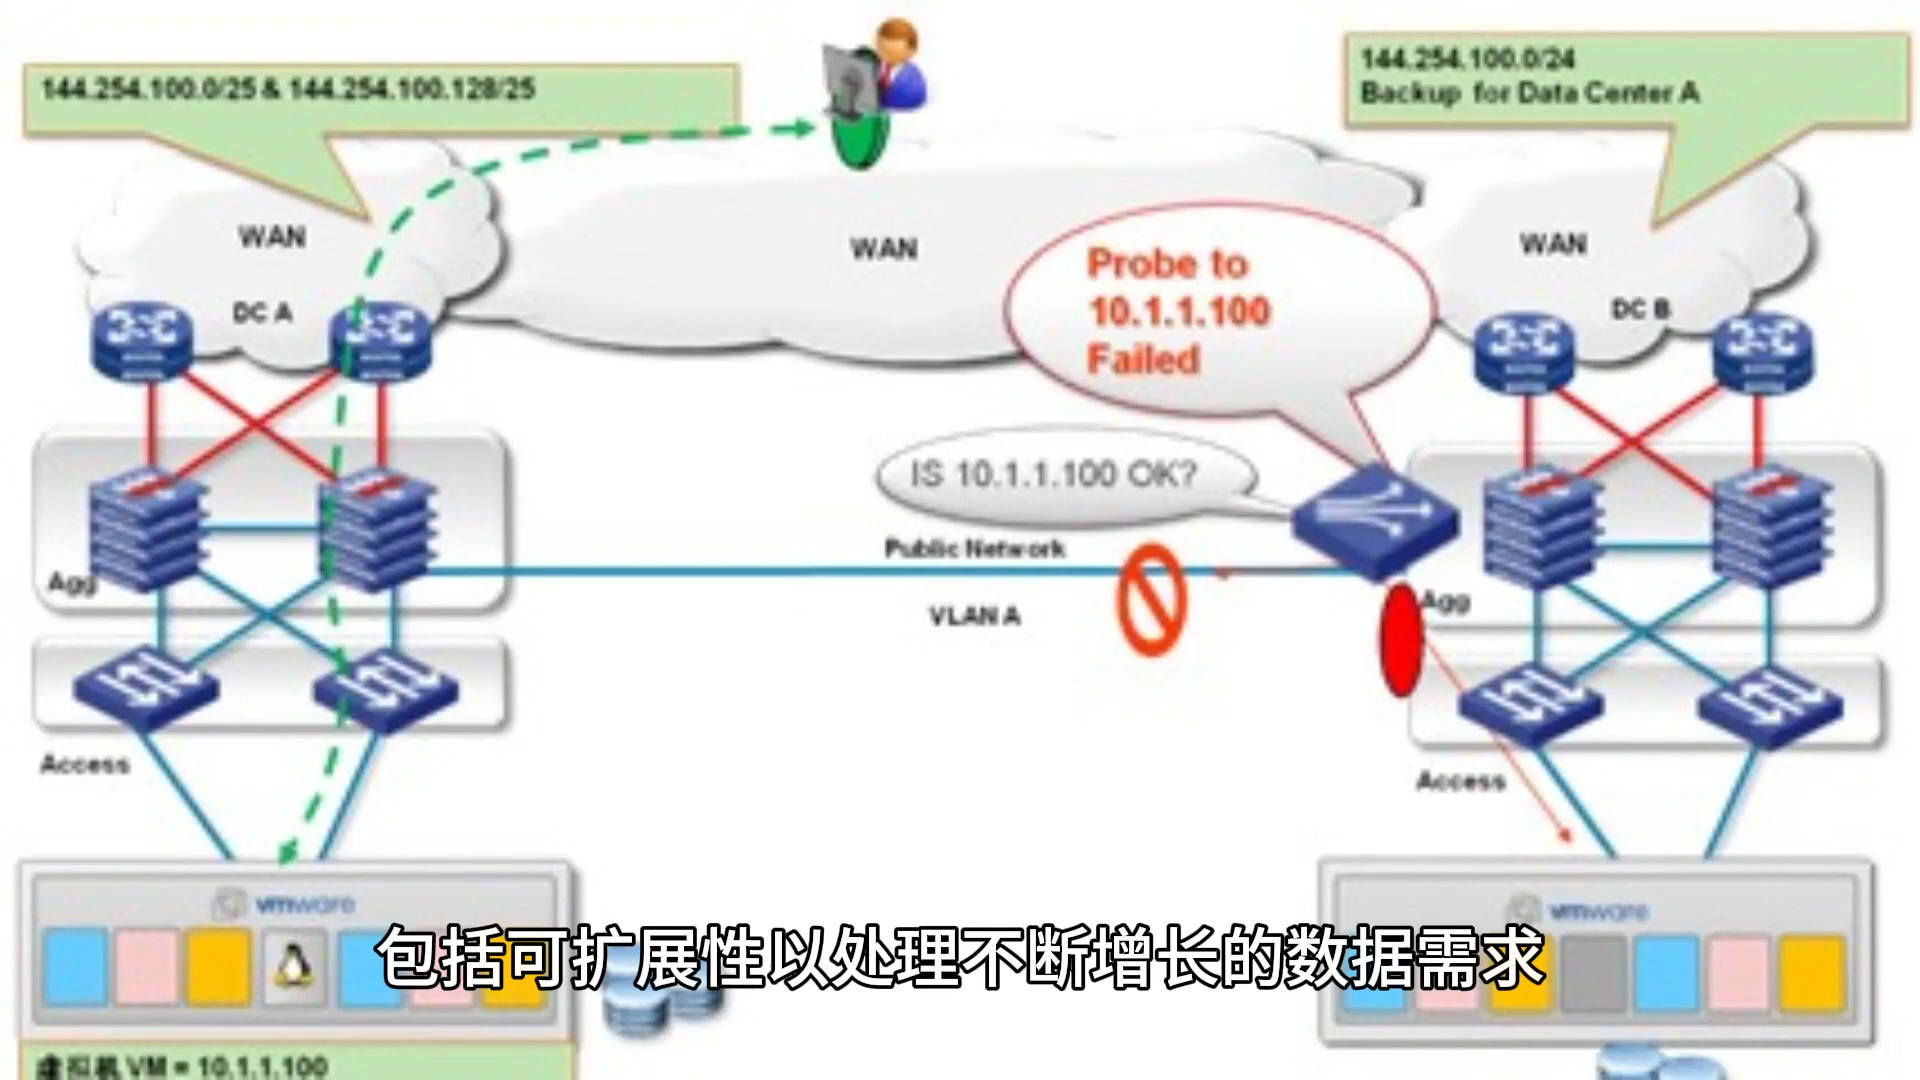 144.254.100.0/25 & 144.254.100.128/25
144.254.100.0/24
Backup for Data Center A
WAN
WAN
WAN
DC A
DC B
Probe to
10.1.1.100
Failed
IS 10.1.1.100 OK?
Public Network
VLAN A
Agg
Agg
Access
Access
vmware
vmware
包括可扩展性以处理不断增长的数据需求
虚拟机 VM = 10.1.1.100